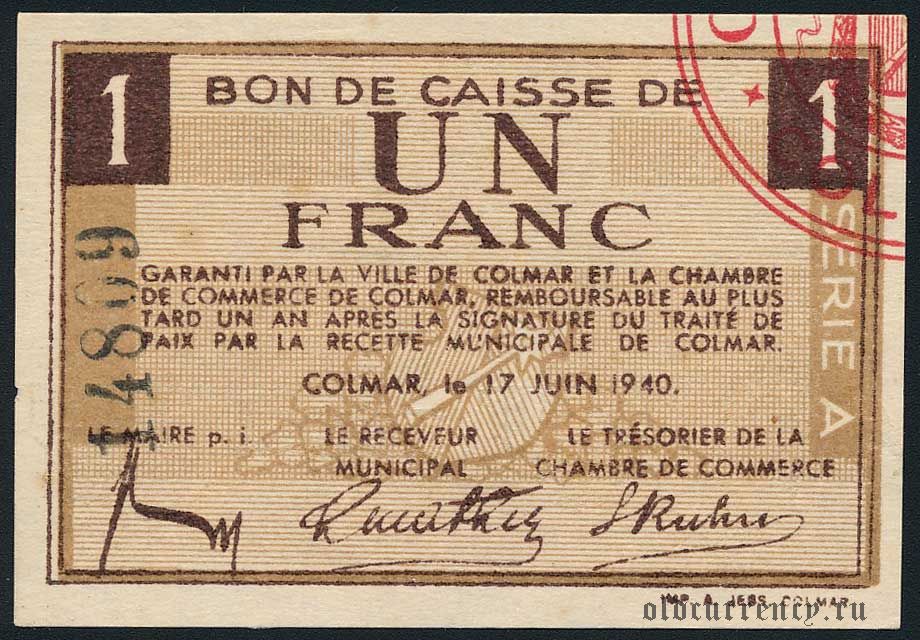 1 BON DE CAISSE DE 1
UN
FRANC
GARANTI PAR LA VILLE DE COLMAR ET LA CHAMBRE
DE COMMERCE DE COLMAR, REMBOURSABLE AU PLUS
TARD UN AN APRES LA SIGNATURE DU TRAITÉ DE
PAIX PAR LA RECETTE MUNICIPALE DE COLMAR.
COLMAR, le 17 JUIN 1940.
LE MAIRE p. i.
LE RECEVEUR
MUNICIPAL
LE TRÉSORIER DE LA
CHAMBRE DE COMMERCE
14809
SERIE A
IMP. A. JESS, COLMAR
oldcurrency.ru